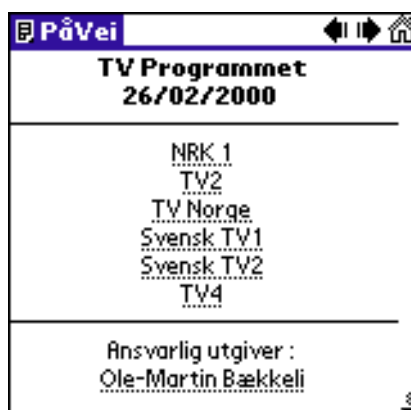 PåVei
TV Programmet
26/02/2000
NRK 1
TV2
TV Norge
Svensk TV1
Svensk TV2
TV4
Ansvarlig utgiver :
Ole-Martin Bækkeli